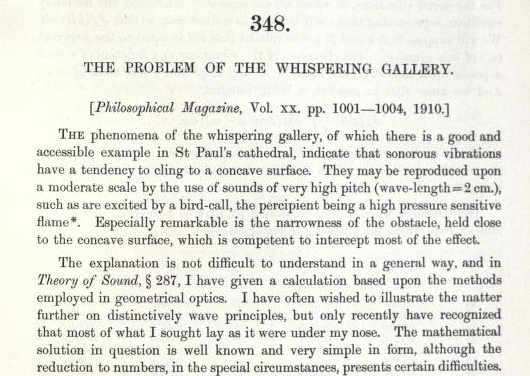 348.
THE PROBLEM OF THE WHISPERING GALLERY.
[Philosophical Magazine, Vol. XX. pp. 1001—1004, 1910.]
THE phenomena of the whispering gallery, of which there is a good and
accessible example in St Paul's cathedral, indicate that sonorous vibrations
have a tendency to cling to a concave surface. They may be reproduced upon
a moderate scale by the use of sounds of very high pitch (wave-length = 2 cm.),
such as are excited by a bird-call, the percipient being a high pressure sensitive
flame*. Especially remarkable is the narrowness of the obstacle, held close
to the concave surface, which is competent to intercept most of the effect.
The explanation is not difficult to understand in a general way, and in
Theory of Sound, § 287, I have given a calculation based upon the methods
employed in geometrical optics. I have often wished to illustrate the matter
further on distinctively wave principles, but only recently have recognized
that most of what I sought lay as it were under my nose. The mathematical
solution in question is well known and very simple in form, although the
reduction to numbers, in the special circumstances, presents certain difficulties.